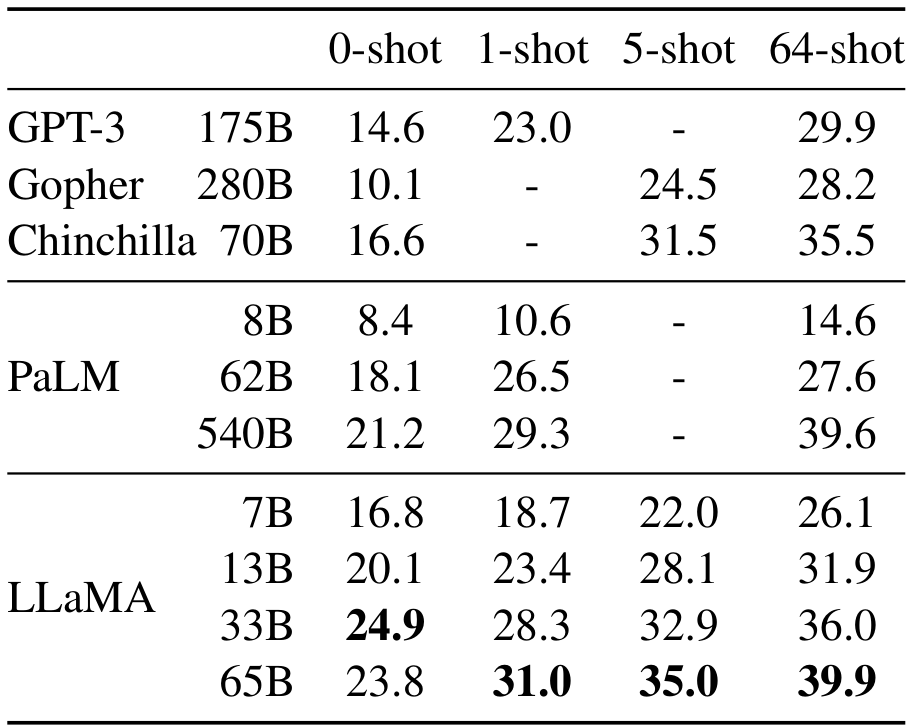 0-shot 1-shot 5-shot 64-shot
GPT-3 175B 14.6 23.0 - 29.9
Gopher 280B 10.1 - 24.5 28.2
Chinchilla 70B 16.6 - 31.5 35.5
8B 8.4 10.6 - 14.6
PaLM 62B 18.1 26.5 - 27.6
540B 21.2 29.3 - 39.6
7B 16.8 18.7 22.0 26.1
13B 20.1 23.4 28.1 31.9
LLaMA
33B 24.9 28.3 32.9 36.0
65B 23.8 31.0 35.0 39.9